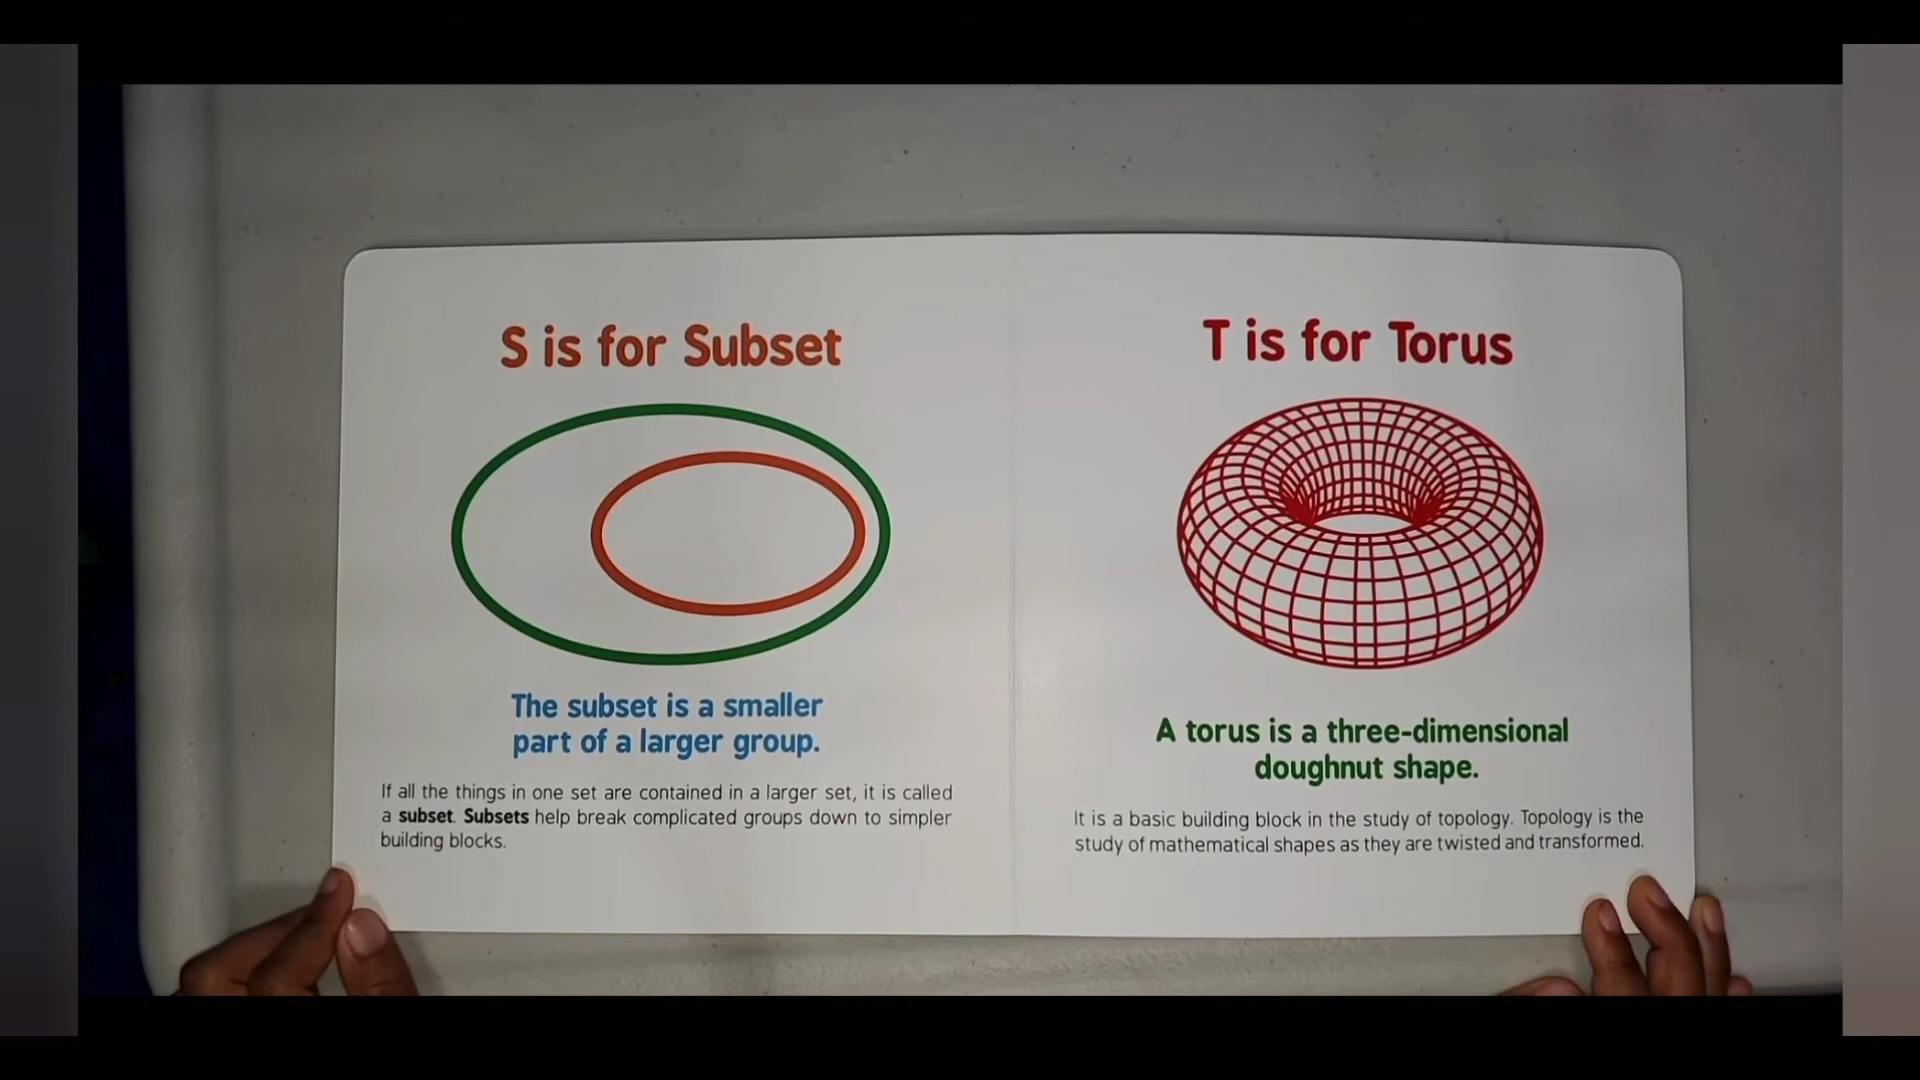 S is for Subset
The subset is a smaller
part of a larger group.
If all the things in one set are contained in a larger set, it is called
a subset. Subsets help break complicated groups down to simpler
building blocks.
T is for Torus
A torus is a three-dimensional
doughnut shape.
It is a basic building block in the study of topology. Topology is the
study of mathematical shapes as they are twisted and transformed.